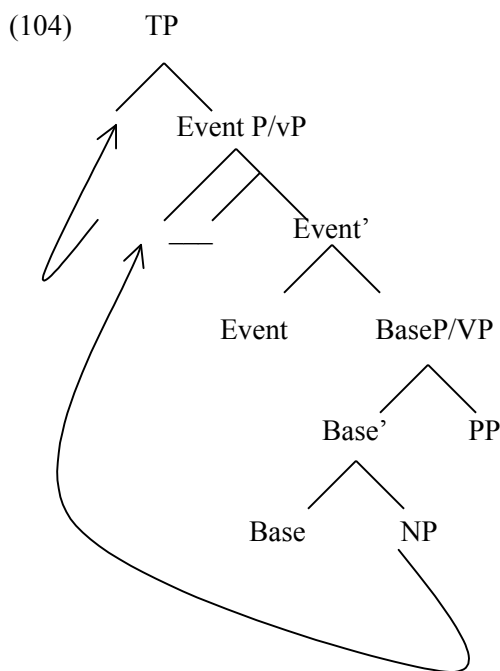 (104) TP
Event P/vP
Event’
Event BaseP/VP
Base’ PP
Base NP